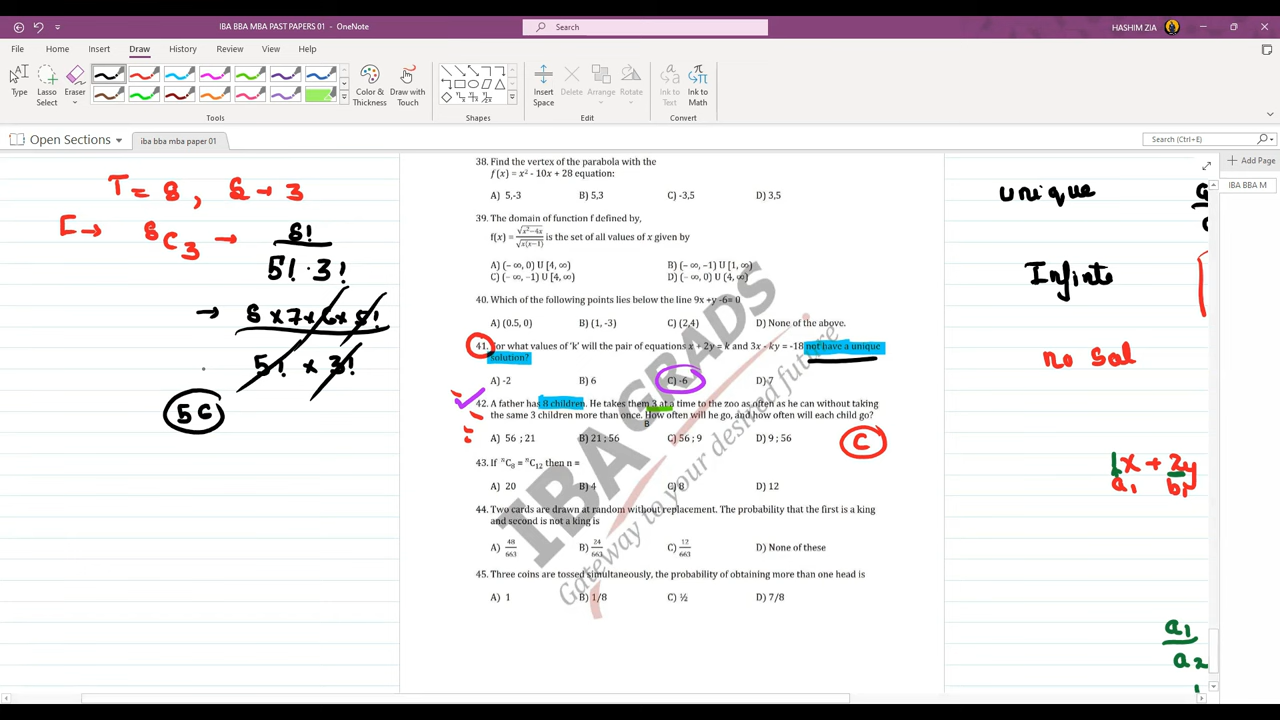 IBA BBA MBA PAST PAPERS 01 - OneNote
Search
HASHIM ZIA
File Home Insert Draw History Review View Help
Type
Lasso Select
Eraser
Color & Thickness
Draw with Touch
Insert Space
Delete
Arrange
Rotate
Ink to Text
Ink to Math
Tools
Shapes
Edit
Convert
Open Sections
iba bba mba paper 01
Search (Ctrl+E)
Add Page
IBA BBA M
T = 8 ,
8C3 → 8!
5! · 3!
→ 8 x 7 x 6 x 5!
5! x 3!
56
38. Find the vertex of the parabola with the
f (x) = x² - 10x + 28 equation:
A) 5,-3 B) 5,3 C) -3,5 D) 3,5
39. The domain of function f defined by,
f(x) = √x²−4x / √x(x−1) is the set of all values of x given by
A) (− ∞, 0) U [4, ∞) B) (− ∞, −1) U [1, ∞)
C) (− ∞, −1) U [4, ∞) D) (− ∞, 0) U (4, ∞)
40. Which of the following points lies below the line 9x +y -6= 0
A) (0.5, 0) B) (1, -3) C) (2,4) D) None of the above.
41. For what values of 'k' will the pair of equations x + 2y = k and 3x - ky = -18 not have a unique
solution?
A) -2 B) 6 C) -6 D) 7
42. A father has 8 children. He takes them 3 at a time to the zoo as often as he can without taking
the same 3 children more than once. How often will he go, and how often will each child go?
A) 56 ; 21 B) 21 ; 56 C) 56 ; 9 D) 9 ; 56
C
43. If ⁿC₈ = ⁿC₁₂ then n =
A) 20 B) 4 C) 8 D) 12
44. Two cards are drawn at random without replacement. The probability that the first is a king
and second is not a king is
A) 48/663 B) 24/663 C) 12/663 D) None of these
45. Three coins are tossed simultaneously, the probability of obtaining more than one head is
A) 1 B) 1/8 C) ½ D) 7/8
IBAGRADS
Gateway to your desired future
unique
Infinite
no Sol
1x + 2y
a1 b1
a1
a2